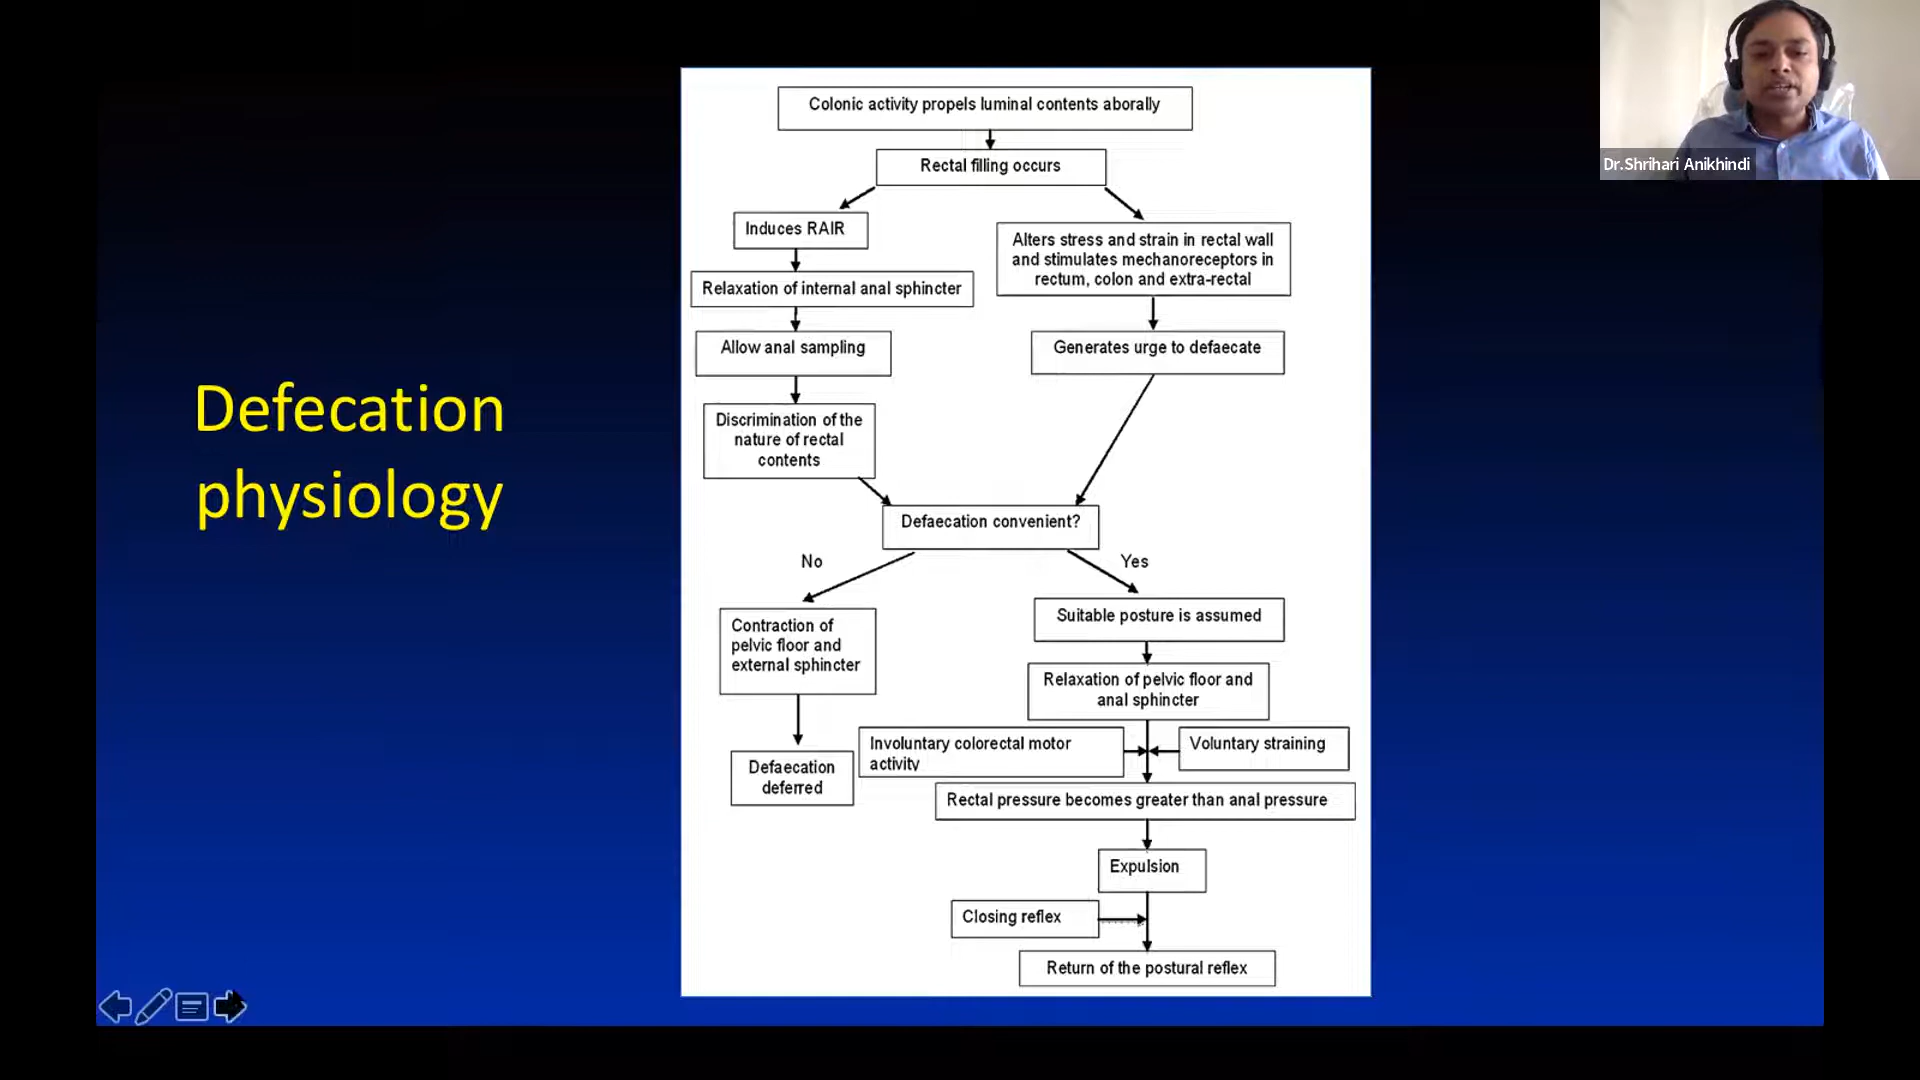 Dr.Shrihari Anikhindi
Defecation
physiology
Colonic activity propels luminal contents aborally
Rectal filling occurs
Induces RAIR
Relaxation of internal anal sphincter
Allow anal sampling
Discrimination of the
nature of rectal
contents
Alters stress and strain in rectal wall
and stimulates mechanoreceptors in
rectum, colon and extra-rectal
Generates urge to defaecate
Defaecation convenient?
No
Yes
Contraction of
pelvic floor and
external sphincter
Defaecation
deferred
Suitable posture is assumed
Relaxation of pelvic floor and
anal sphincter
Involuntary colorectal motor
activity
Voluntary straining
Rectal pressure becomes greater than anal pressure
Expulsion
Closing reflex
Return of the postural reflex